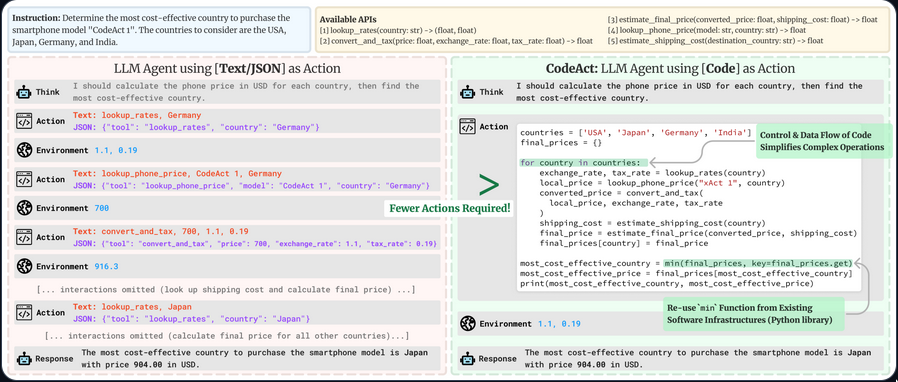 Instruction: Determine the most cost-effective country to purchase the
smartphone model "CodeAct 1". The countries to consider are the USA,
Japan, Germany, and India.
Available APIs
[1] lookup_rates(country: str) -> (float, float)
[2] convert_and_tax(price: float, exchange_rate: float, tax_rate: float) -> float
[3] estimate_final_price(converted_price: float, shipping_cost: float) -> float
[4] lookup_phone_price(model: str, country: str) -> float
[5] estimate_shipping_cost(destination_country: str) -> float
LLM Agent using [Text/JSON] as Action
Think
I should calculate the phone price in USD for each country, then find the
most cost-effective country.
Action
Text: lookup_rates, Germany
JSON: {"tool": "lookup_rates", "country": "Germany"}
Environment 1.1, 0.19
Action
Text: lookup_phone_price, CodeAct 1, Germany
JSON: {"tool": "lookup_phone_price", "model": "CodeAct 1", "country": "Germany"}
Environment 700
Action
Text: convert_and_tax, 700, 1.1, 0.19
JSON: {"tool": "convert_and_tax", "price": 700, "exchange_rate": 1.1, "tax_rate": 0.19}
Environment 916.3
[... interactions omitted (look up shipping cost and calculate final price) ...]
Action
Text: lookup_rates, Japan
JSON: {"tool": "lookup_rates", "country": "Japan"}
[... interactions omitted (calculate final price for all other countries)...]
Response
The most cost-effective country to purchase the smartphone model is Japan
with price 904.00 in USD.
>
Fewer Actions Required!
CodeAct: LLM Agent using [Code] as Action
Think
I should calculate the phone price in USD for each country, then find the
most cost-effective country.
Action
countries = ['USA', 'Japan', 'Germany', 'India']
final_prices = {}
for country in countries:
exchange_rate, tax_rate = lookup_rates(country)
local_price = lookup_phone_price("xAct 1", country)
converted_price = convert_and_tax(
local_price, exchange_rate, tax_rate
)
shipping_cost = estimate_shipping_cost(country)
final_price = estimate_final_price(converted_price, shipping_cost)
final_prices[country] = final_price
most_cost_effective_country = min(final_prices, key=final_prices.get)
most_cost_effective_price = final_prices[most_cost_effective_country]
print(most_cost_effective_country, most_cost_effective_price)
Control & Data Flow of Code
Simplifies Complex Operations
Re-use `min` Function from Existing
Software Infrastructures (Python library)
Environment 1.1, 0.19
Response
The most cost-effective country to purchase the smartphone model is Japan
with price 904.00 in USD.